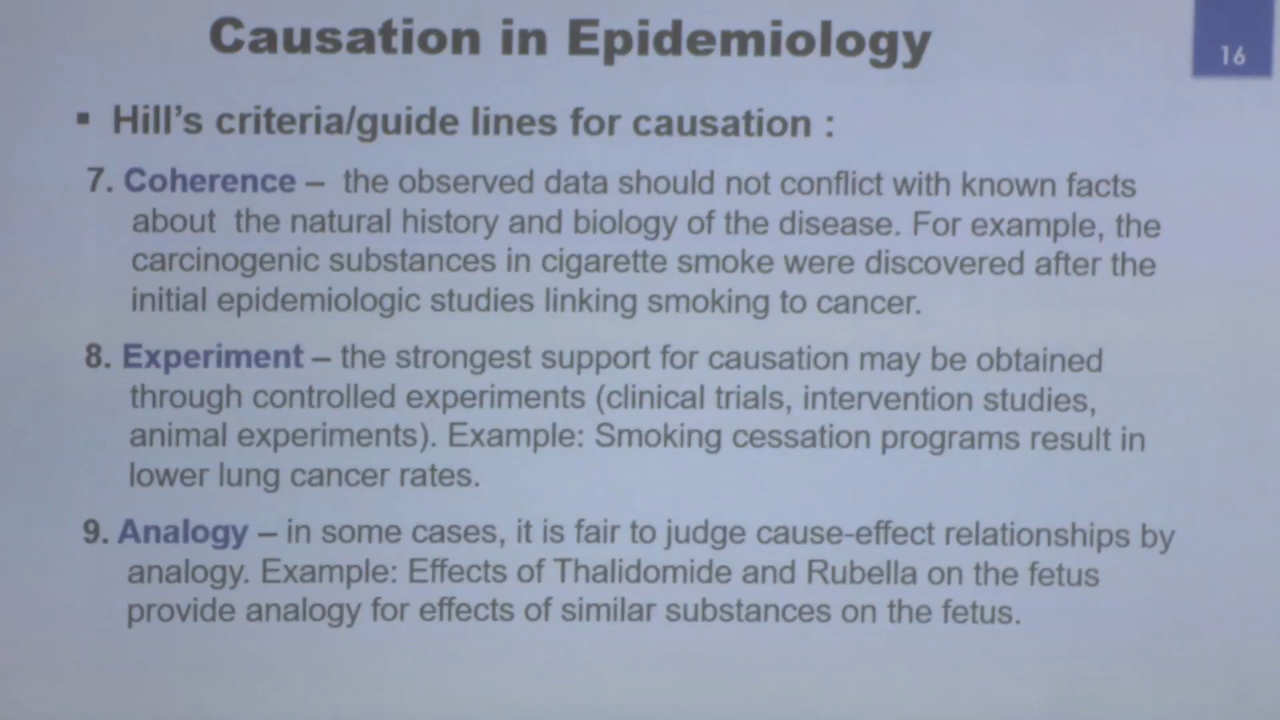 Causation in Epidemiology
16
▪ Hill's criteria/guide lines for causation :
7. Coherence – the observed data should not conflict with known facts
about the natural history and biology of the disease. For example, the
carcinogenic substances in cigarette smoke were discovered after the
initial epidemiologic studies linking smoking to cancer.
8. Experiment – the strongest support for causation may be obtained
through controlled experiments (clinical trials, intervention studies,
animal experiments). Example: Smoking cessation programs result in
lower lung cancer rates.
9. Analogy – in some cases, it is fair to judge cause-effect relationships by
analogy. Example: Effects of Thalidomide and Rubella on the fetus
provide analogy for effects of similar substances on the fetus.